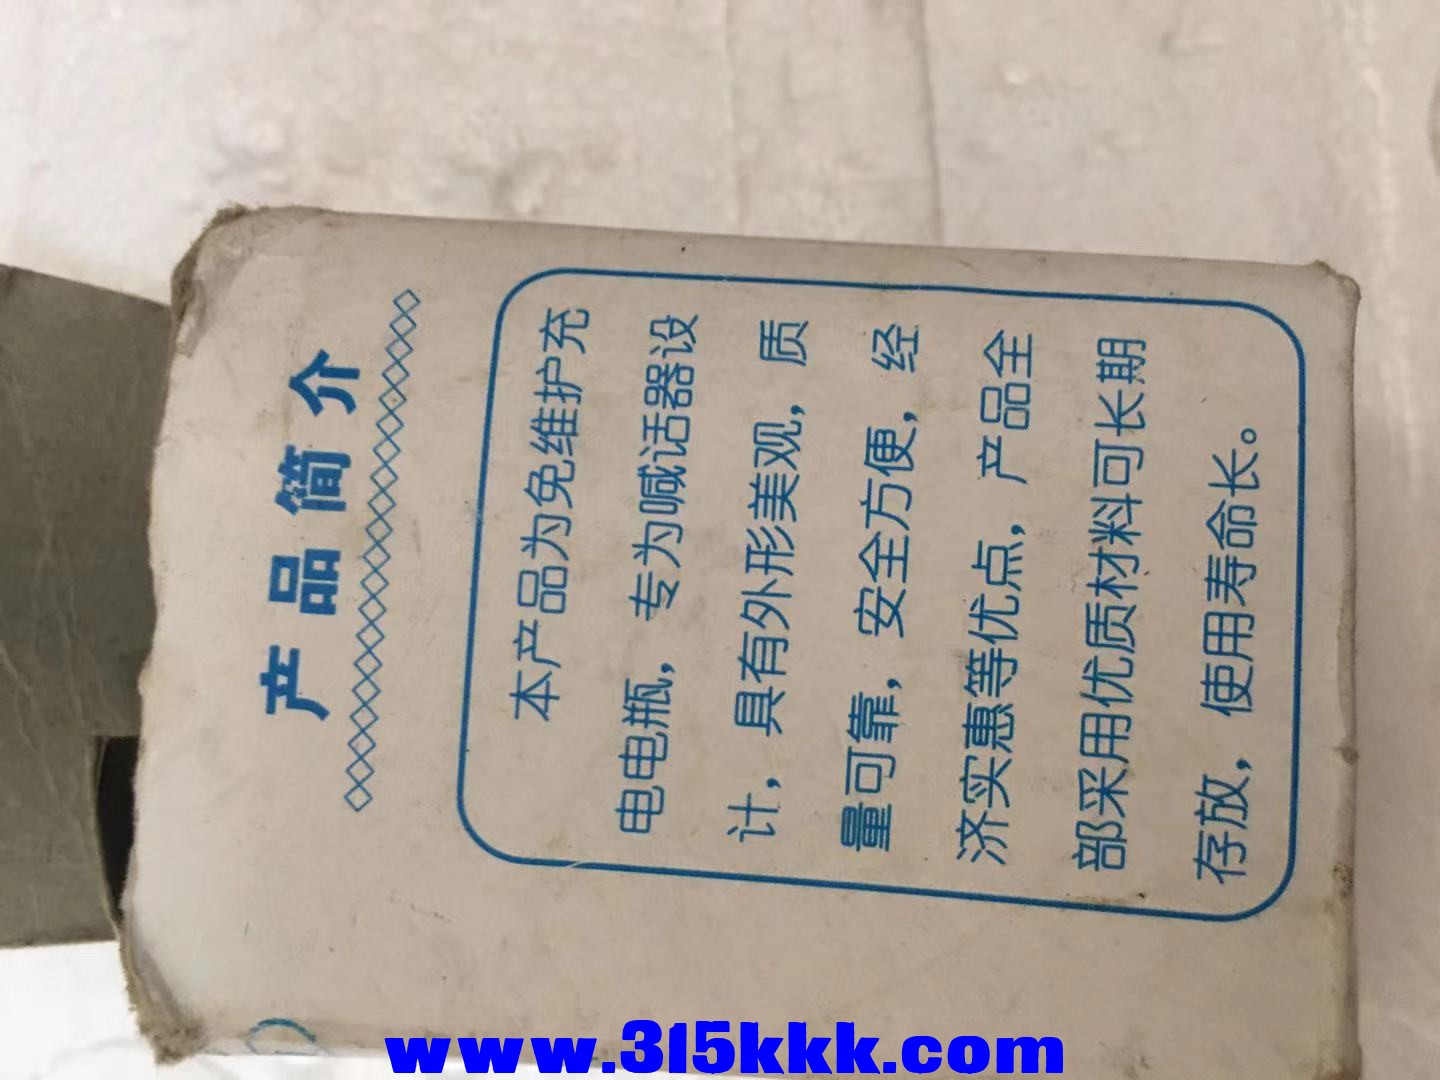 产品简介
本产品为免维护充
电电瓶，专为喊话器设
计，具有外形美观，质
量可靠，安全方便，经
济实惠等优点，产品全
部采用优质材料可长期
存放，使用寿命长。
www.315kkk.com